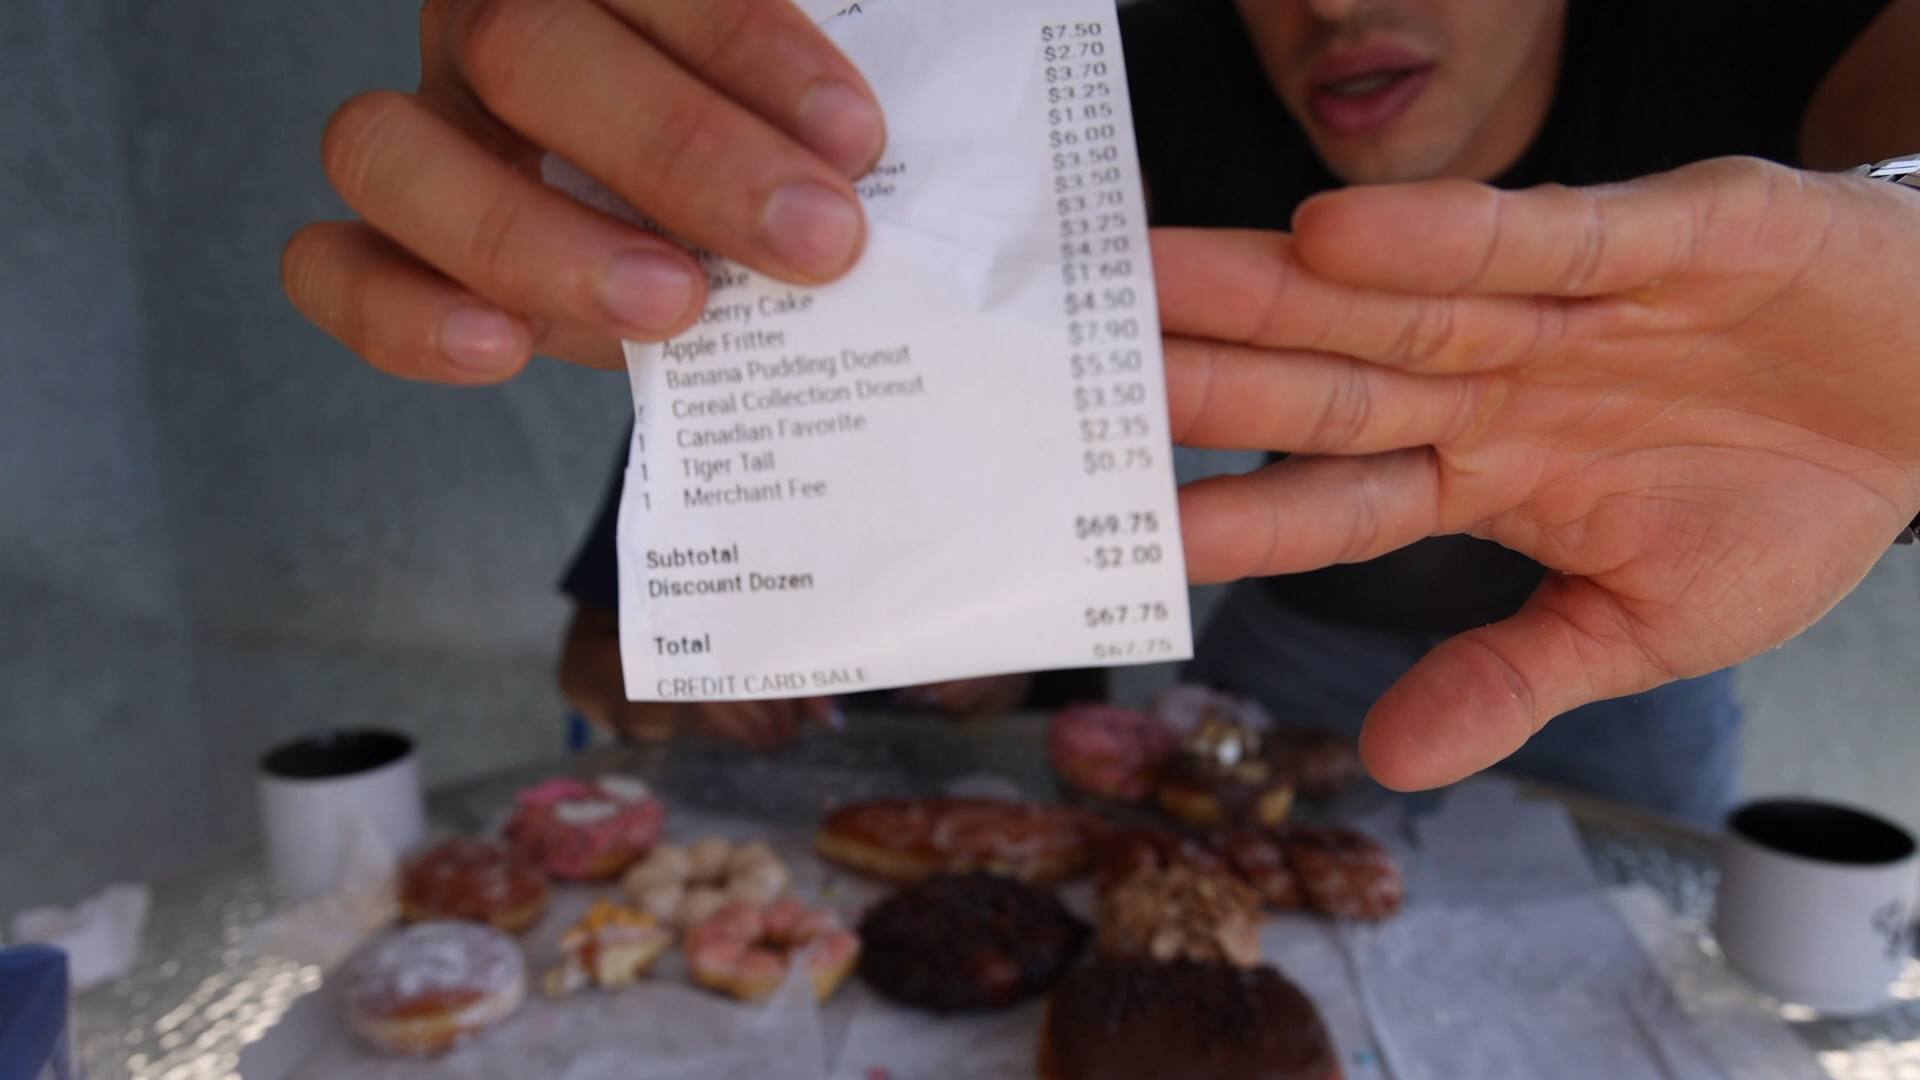 $7.50
$2.70
$3.70
$3.25
$1.85
$6.00
$3.50
$3.50
$3.70
$3.25
$4.70
Cake $1.60
berry Cake $4.50
Apple Fritter $7.90
Banana Pudding Donut $5.50
Cereal Collection Donut $3.50
1 Canadian Favorite $2.35
1 Tiger Tail $0.75
1 Merchant Fee
Subtotal $69.75
Discount Dozen -$2.00
Total $67.75
CREDIT CARD SALE $67.75